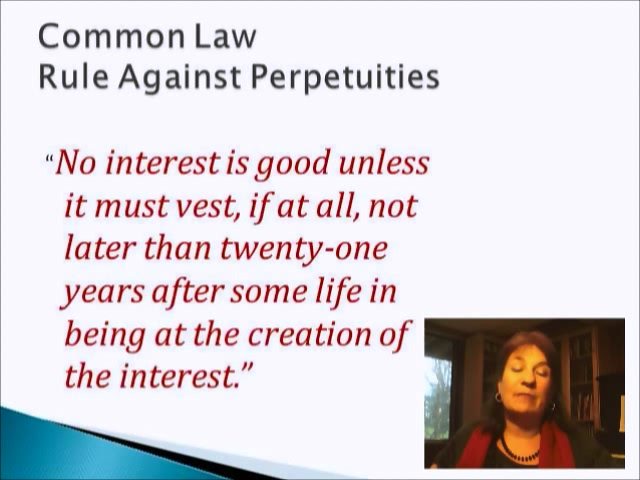 Common Law
Rule Against Perpetuities
“No interest is good unless
it must vest, if at all, not
later than twenty-one
years after some life in
being at the creation of
the interest.”